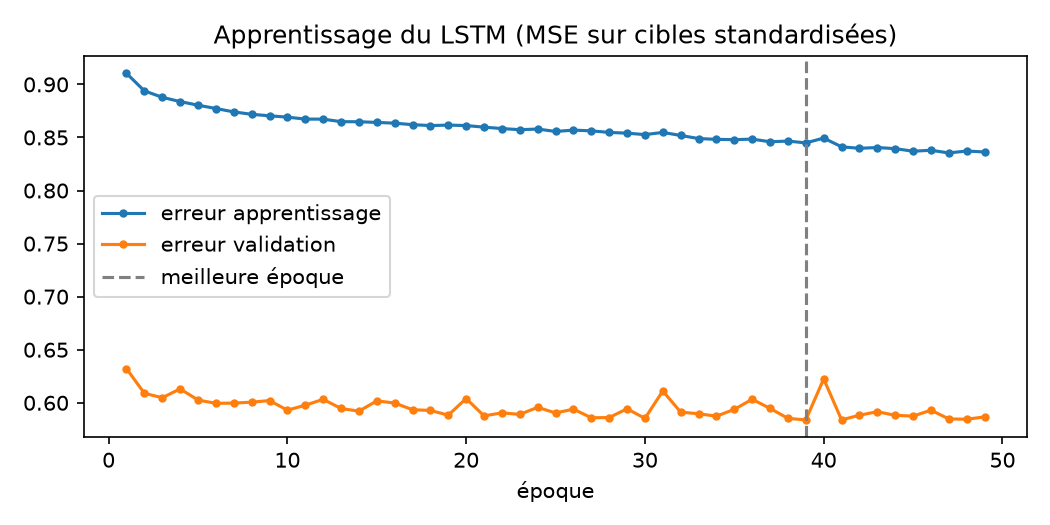 Apprentissage du LSTM (MSE sur cibles standardisées)
0.90
0.85
0.80
0.75
0.70
0.65
0.60
erreur apprentissage
erreur validation
meilleure époque
0 10 20 30 40 50
époque